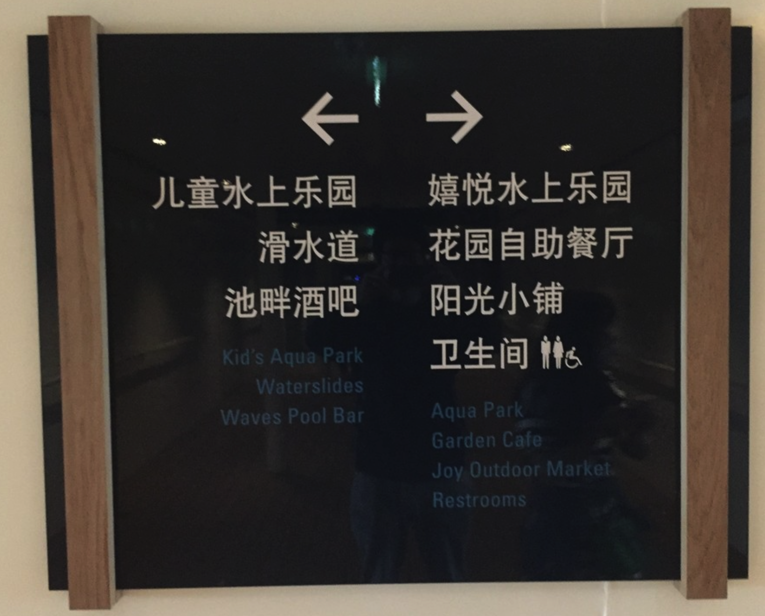 儿童水上乐园
滑水道
池畔酒吧
Kid's Aqua Park
Waterslides
Waves Pool Bar
嬉悦水上乐园
花园自助餐厅
阳光小铺
卫生间
Aqua Park
Garden Cafe
Joy Outdoor Market
Restrooms